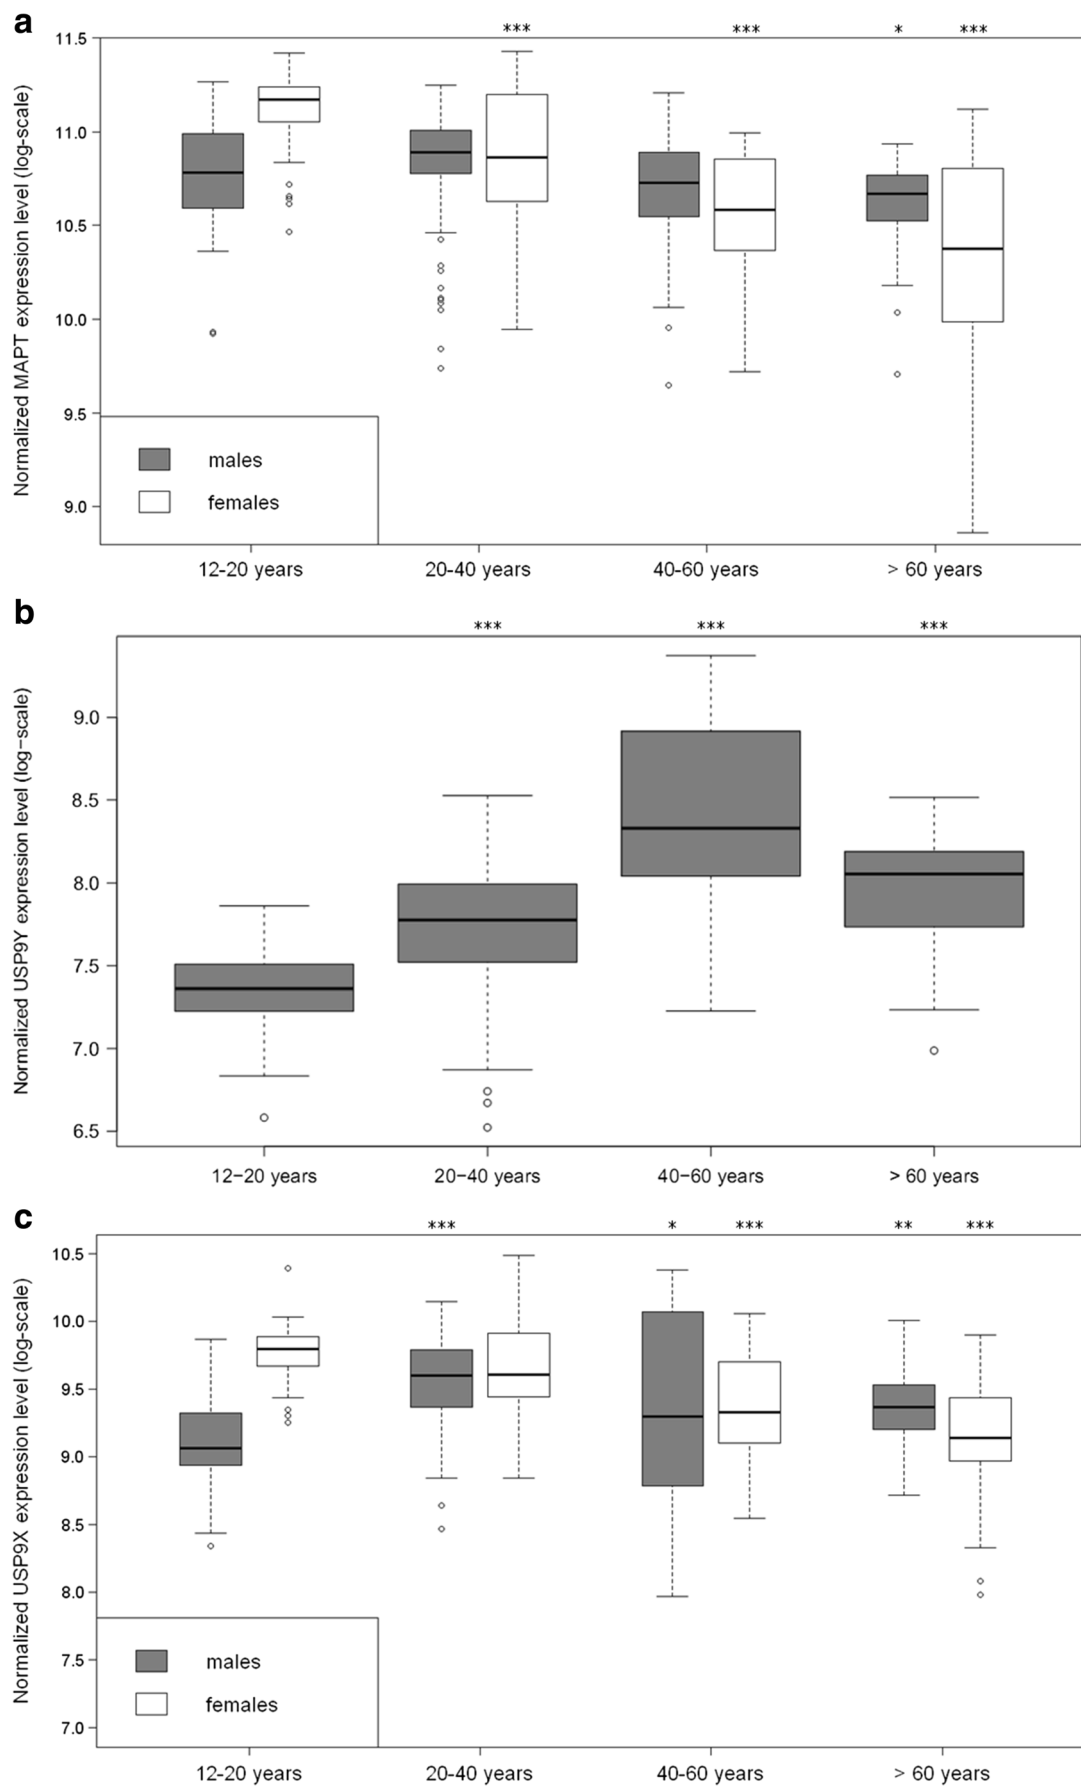 a
*** *** * ***
Normalized MAPT expression level (log-scale)
11.5
11.0
10.5
10.0
9.5
9.0
males
females
12-20 years 20-40 years 40-60 years > 60 years
b
*** *** ***
Normalized USP9Y expression level (log−scale)
9.0
8.5
8.0
7.5
7.0
6.5
12−20 years 20−40 years 40−60 years > 60 years
c
*** * *** ** ***
Normalized USP9X expression level (log-scale)
10.5
10.0
9.5
9.0
8.5
8.0
7.5
7.0
males
females
12-20 years 20-40 years 40-60 years > 60 years